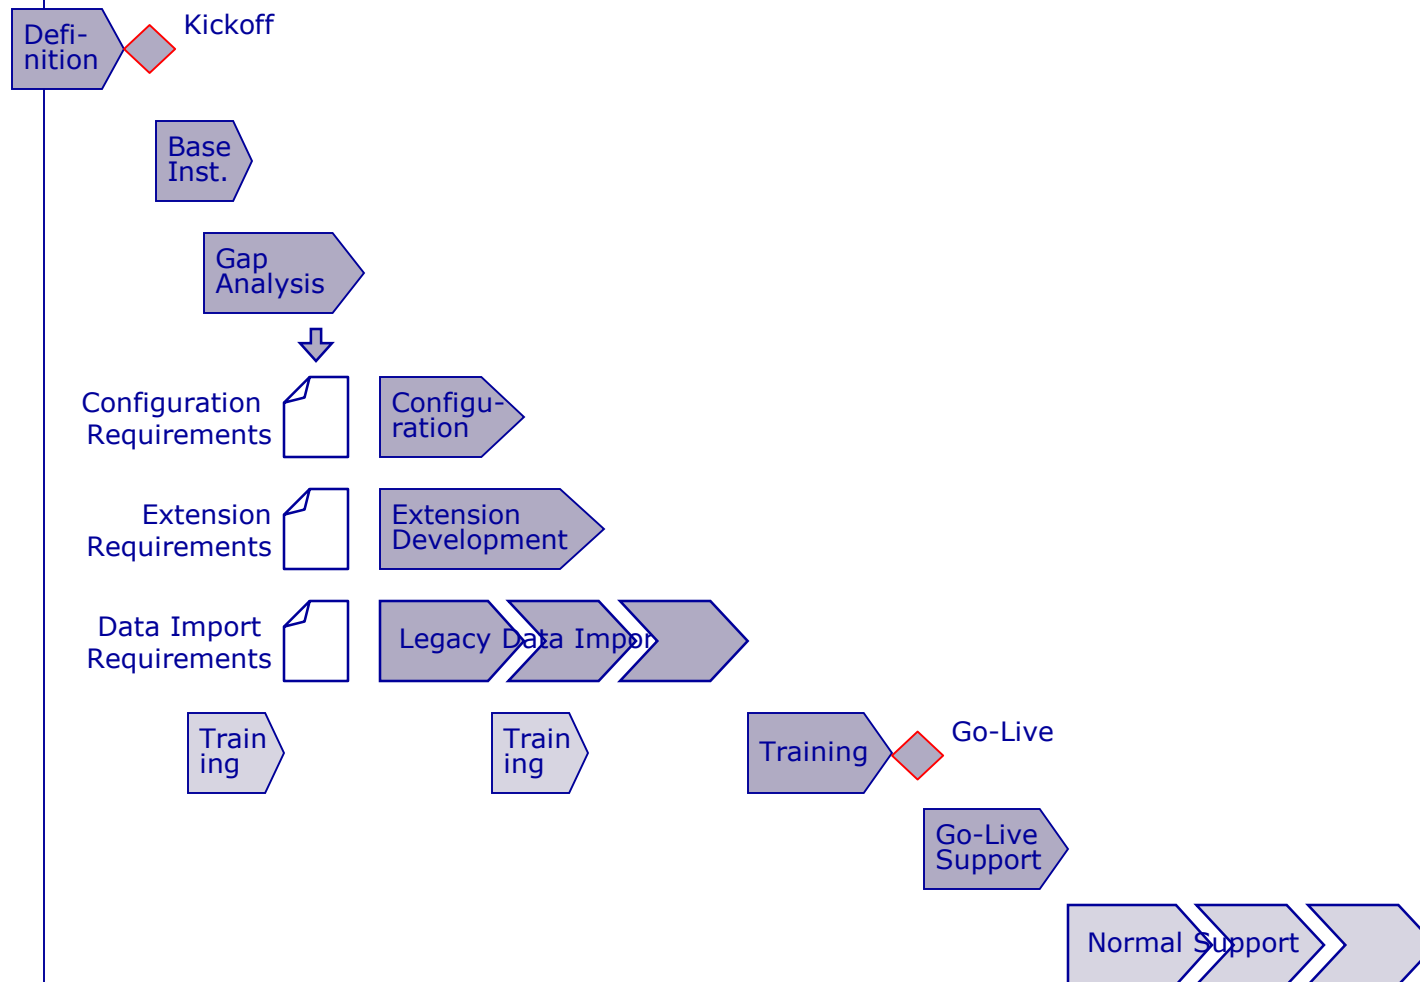 Defi-
nition
Kickoff
Base
Inst.
Gap
Analysis
Configuration
Requirements
Configu-
ration
Extension
Requirements
Extension
Development
Data Import
Requirements
Legacy Data Impor
Train
ing
Train
ing
Training
Go-Live
Go-Live
Support
Normal Support